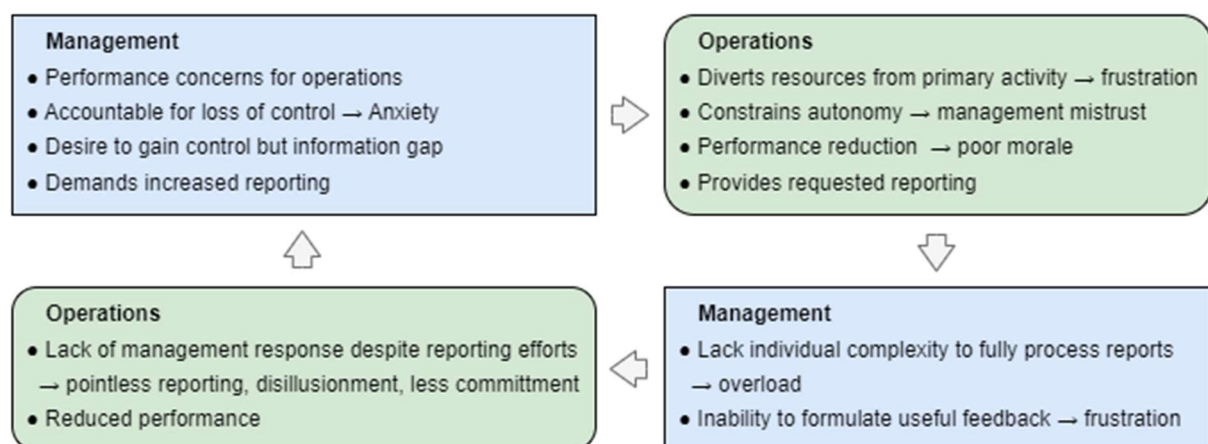 Management
● Performance concerns for operations
● Accountable for loss of control → Anxiety
● Desire to gain control but information gap
● Demands increased reporting
Operations
● Diverts resources from primary activity → frustration
● Constrains autonomy → management mistrust
● Performance reduction → poor morale
● Provides requested reporting
Management
● Lack individual complexity to fully process reports
→ overload
● Inability to formulate useful feedback → frustration
Operations
● Lack of management response despite reporting efforts
→ pointless reporting, disillusionment, less committment
● Reduced performance